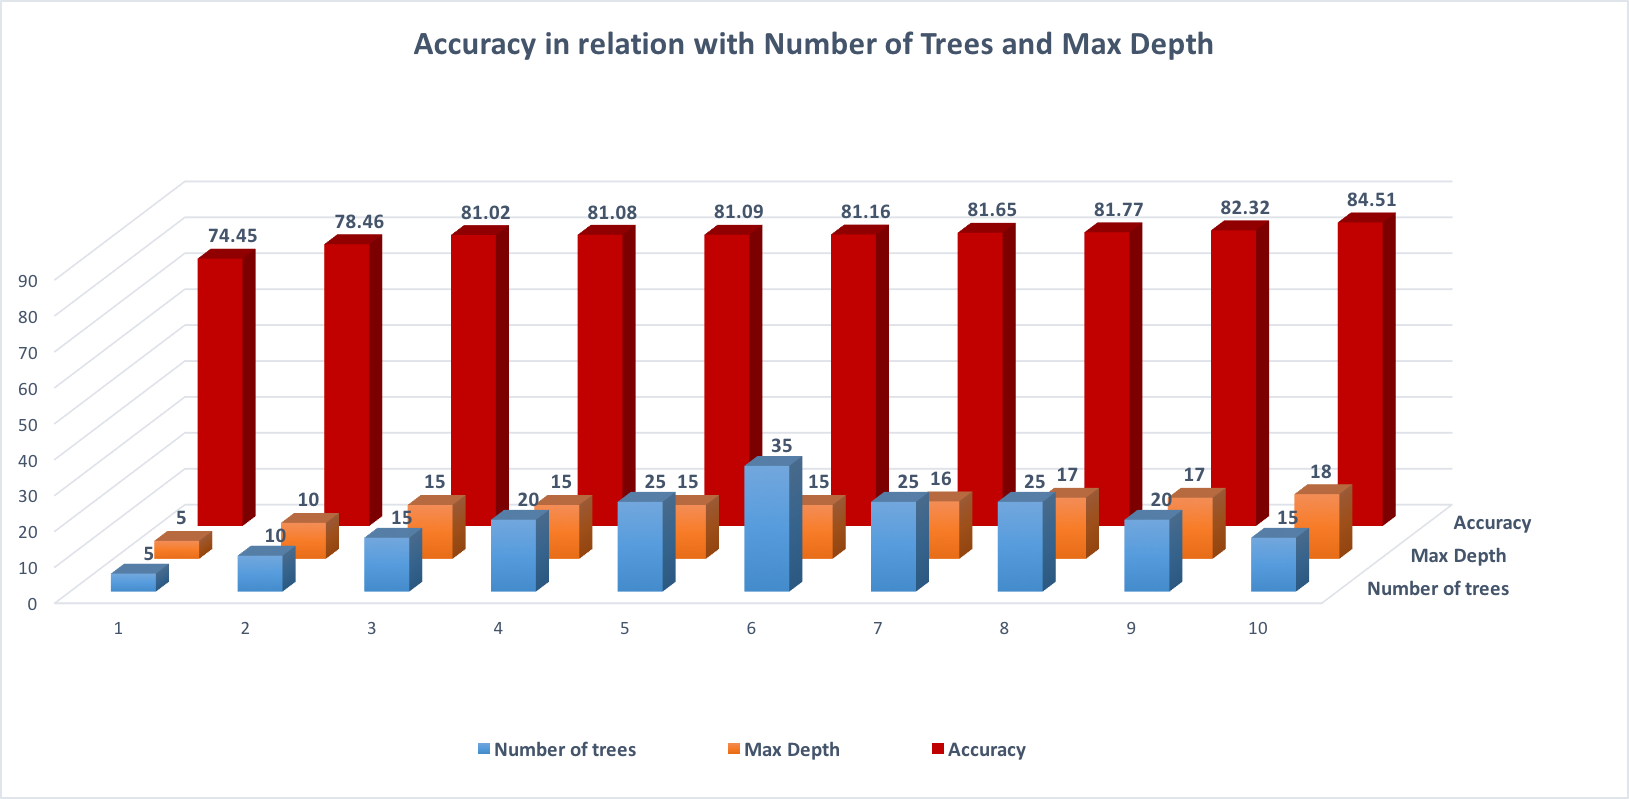 Accuracy in relation with Number of Trees and Max Depth
74.45 78.46 81.02 81.08 81.09 81.16 81.65 81.77 82.32 84.51
5 10 15 15 15 15 16 17 17 18
5 10 15 20 25 35 25 25 20 15
90
80
70
60
50
40
30
20
10
0
1 2 3 4 5 6 7 8 9 10
Accuracy
Max Depth
Number of trees
Number of trees Max Depth Accuracy